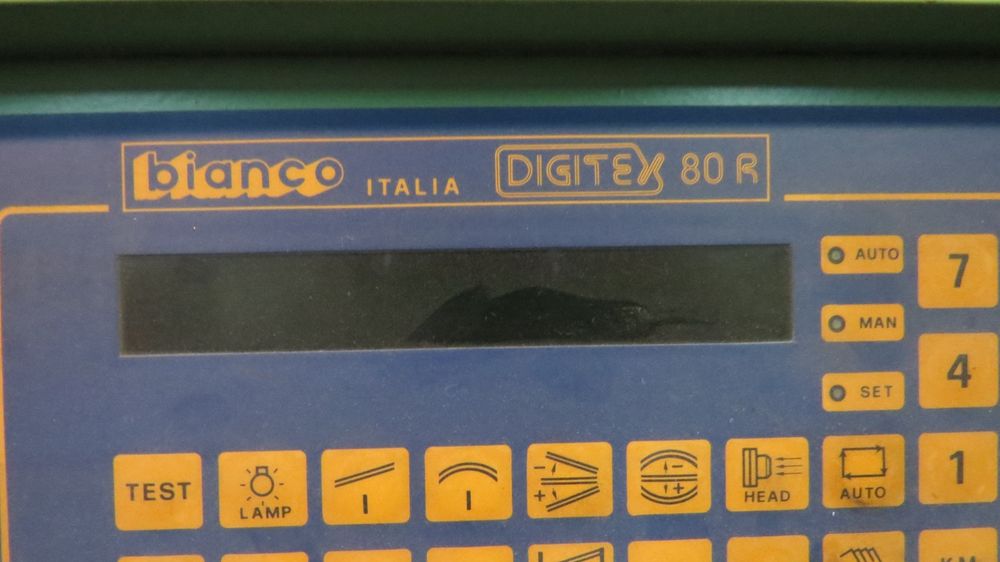 bianco ITALIA DIGITEX 80 R
AUTO
7
MAN
4
SET
TEST
LAMP
- +
- +
HEAD
AUTO
1